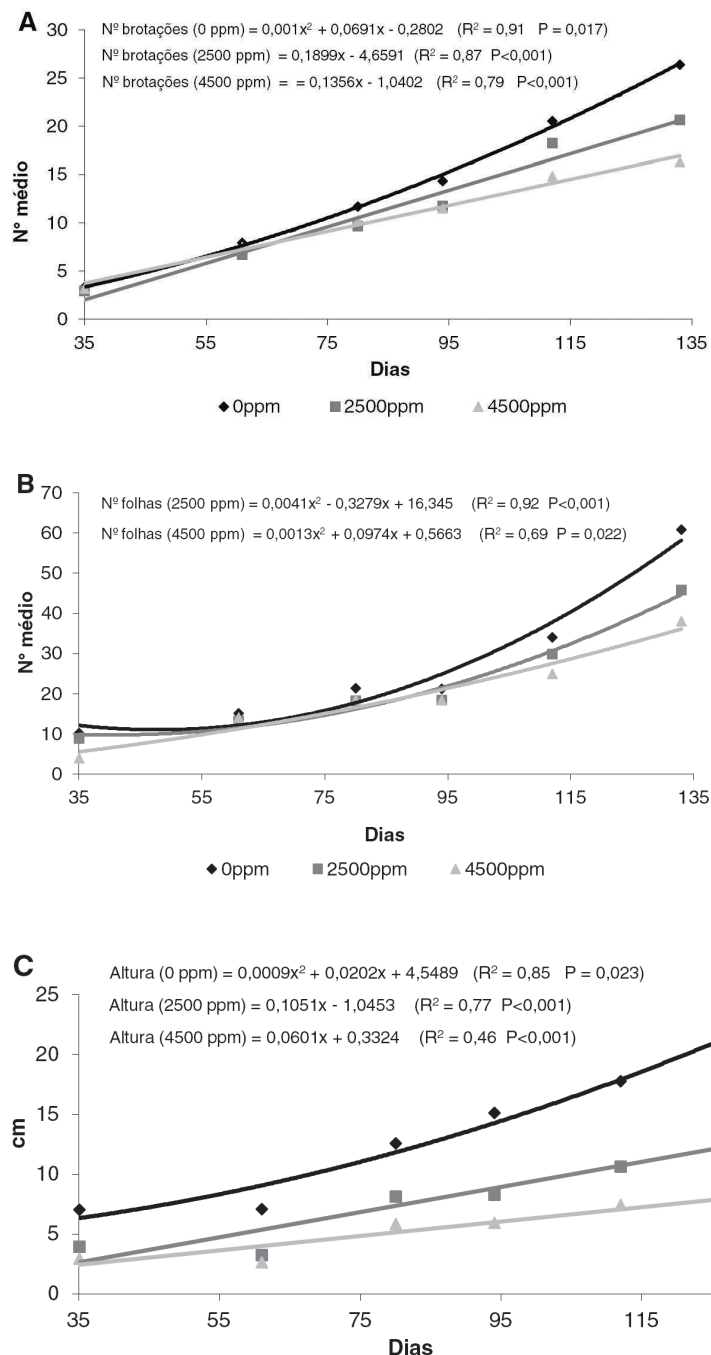 A
Nº brotações (0 ppm) = 0,001x² + 0,0691x - 0,2802 (R² = 0,91 P = 0,017)
Nº brotações (2500 ppm) = 0,1899x - 4,6591 (R² = 0,87 P<0,001)
Nº brotações (4500 ppm) = = 0,1356x - 1,0402 (R² = 0,79 P<0,001)
30
25
20
15
10
5
0
N° médio
35 55 75 95 115 135
Dias
0ppm 2500ppm 4500ppm
B
Nº folhas (2500 ppm) = 0,0041x² - 0,3279x + 16,345 (R² = 0,92 P<0,001)
Nº folhas (4500 ppm) = 0,0013x² + 0,0974x + 0,5663 (R² = 0,69 P = 0,022)
70
60
50
40
30
20
10
0
N° médio
35 55 75 95 115 135
Dias
0ppm 2500ppm 4500ppm
C
Altura (0 ppm) = 0,0009x² + 0,0202x + 4,5489 (R² = 0,85 P = 0,023)
Altura (2500 ppm) = 0,1051x - 1,0453 (R² = 0,77 P<0,001)
Altura (4500 ppm) = 0,0601x + 0,3324 (R² = 0,46 P<0,001)
25
20
15
10
5
0
cm
35 55 75 95 115
Dias